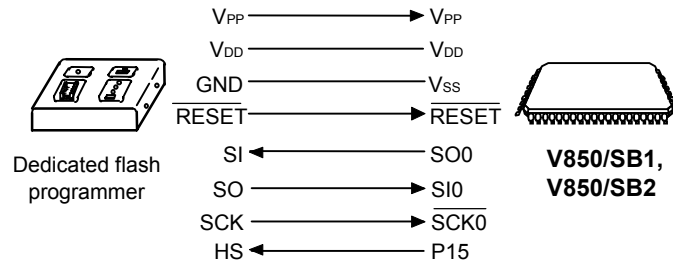 VPP VPP
VDD VDD
GND VSS
RESET RESET
SI SO0
SO SI0
SCK SCK0
HS P15
Dedicated flash
programmer
V850/SB1,
V850/SB2